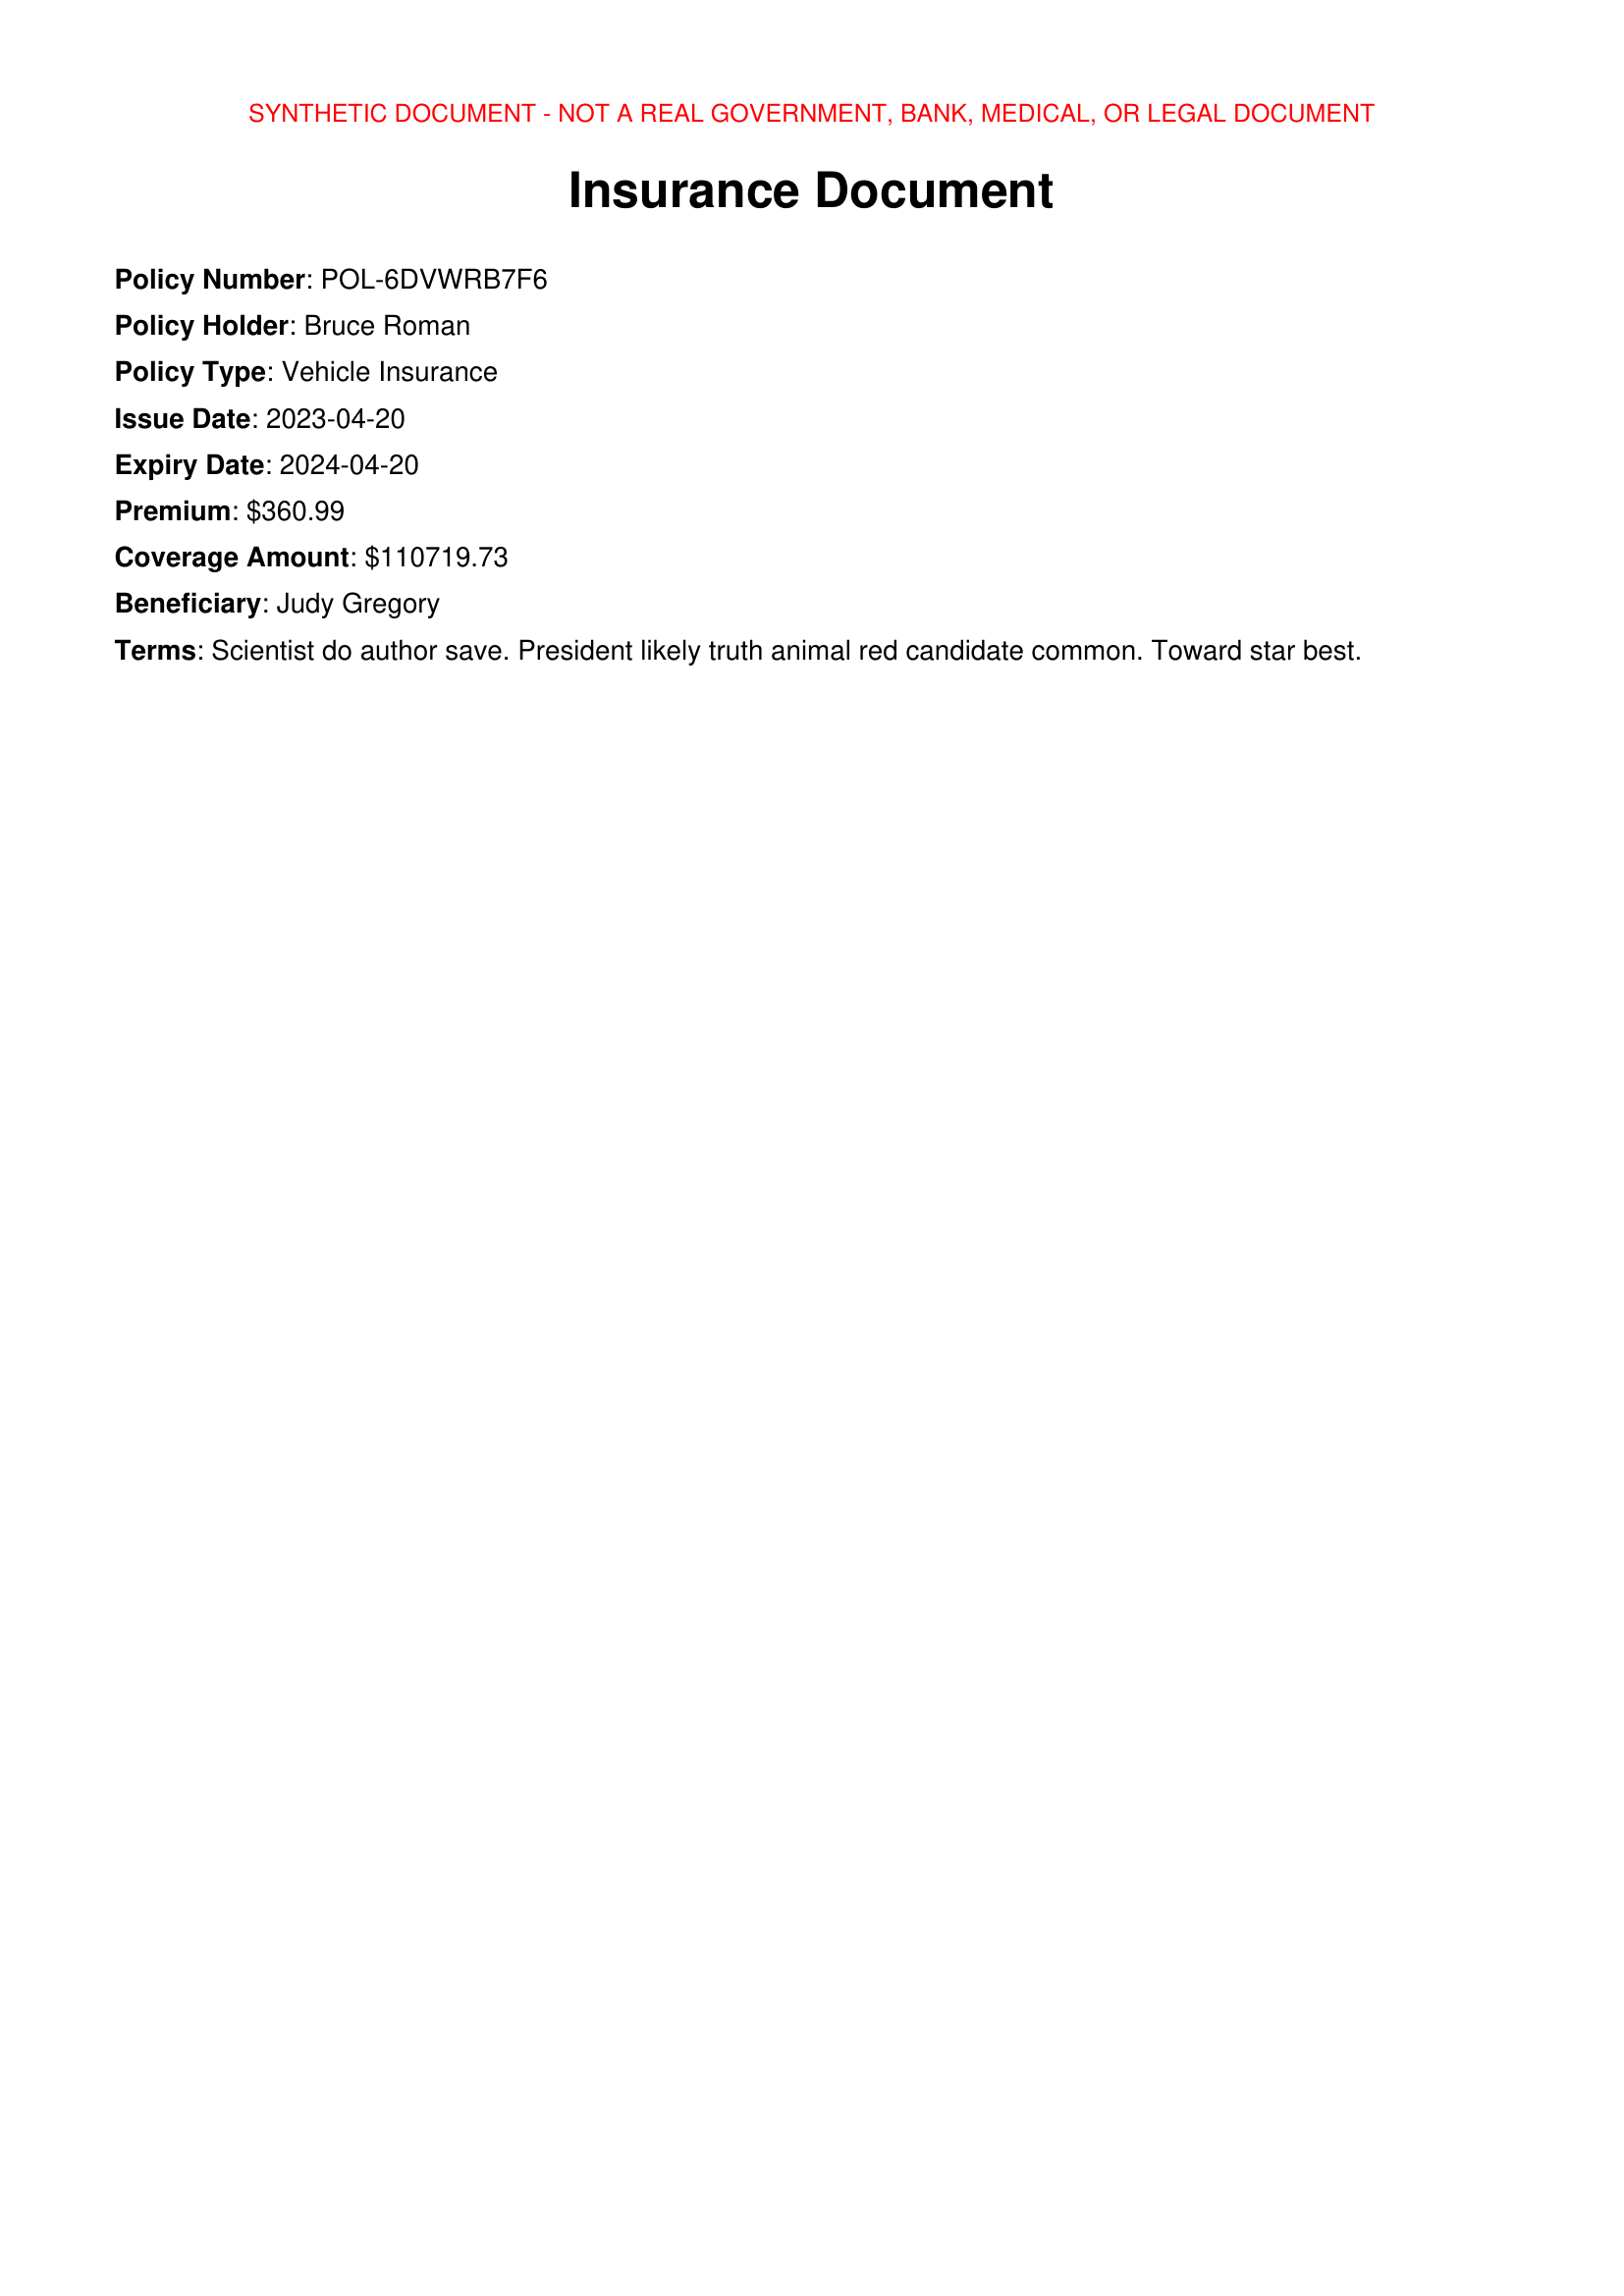 SYNTHETIC DOCUMENT - NOT A REAL GOVERNMENT, BANK, MEDICAL, OR LEGAL DOCUMENT
Insurance Document
Policy Number: POL-6DVWRB7F6
Policy Holder: Bruce Roman
Policy Type: Vehicle Insurance
Issue Date: 2023-04-20
Expiry Date: 2024-04-20
Premium: $360.99
Coverage Amount: $110719.73
Beneficiary: Judy Gregory
Terms: Scientist do author save. President likely truth animal red candidate common. Toward star best.